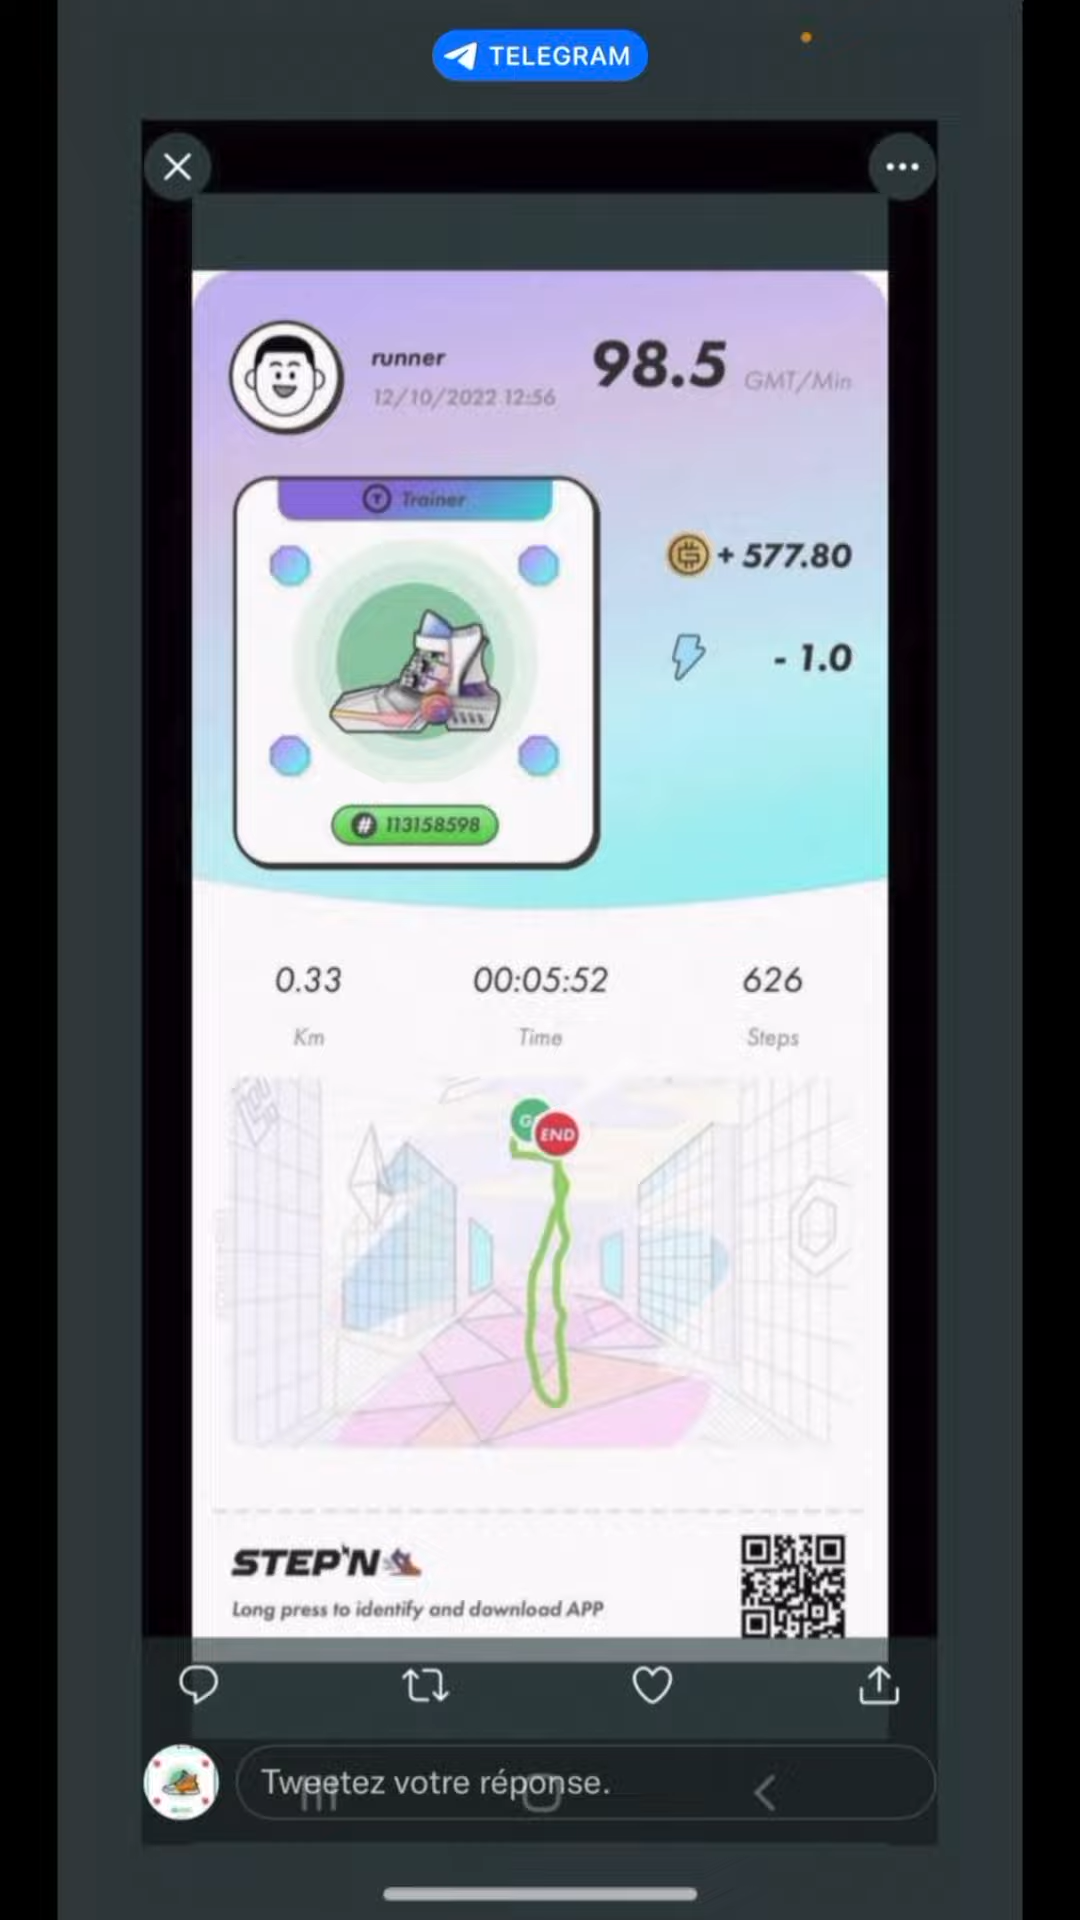 TELEGRAM
runner
12/10/2022 12:56
98.5 GMT/Min
Trainer
+ 577.80
- 1.0
# 113158598
0.33
00:05:52
626
Km
Time
Steps
END
STEP'N
Long press to identify and download APP
Tweetez votre réponse.